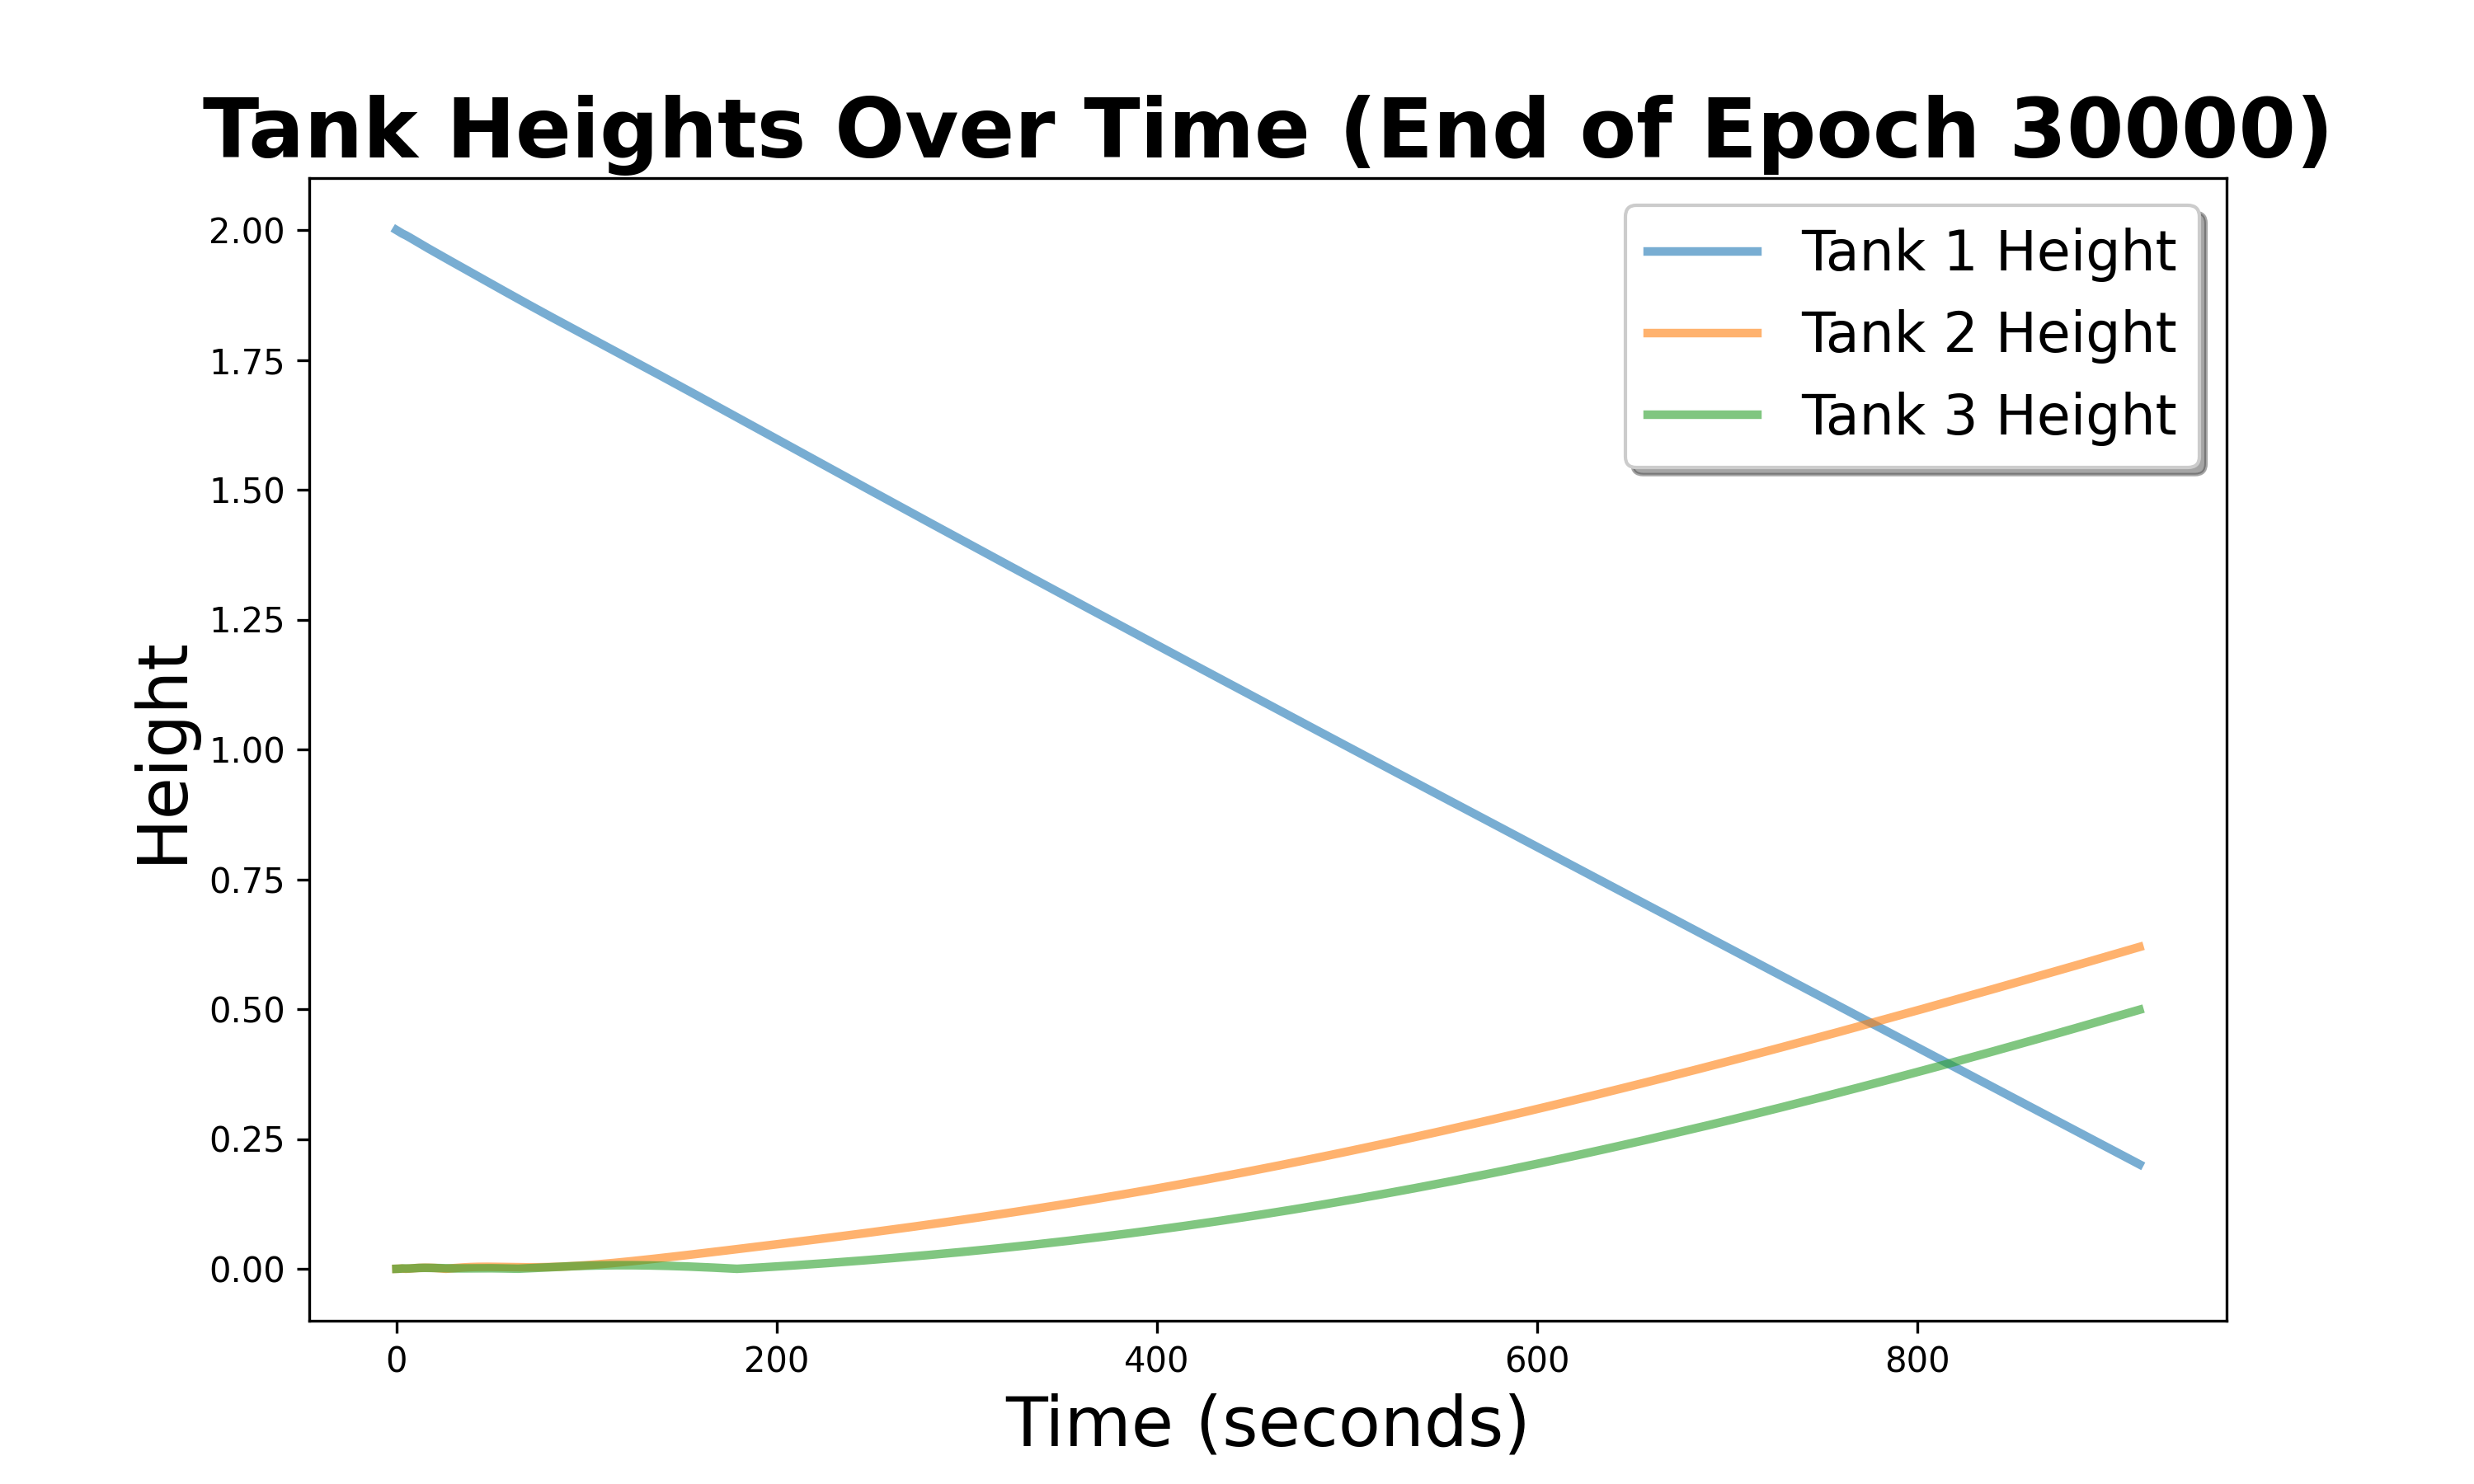 Tank Heights Over Time (End of Epoch 30000)
Tank 1 Height
Tank 2 Height
Tank 3 Height
Height
2.00
1.75
1.50
1.25
1.00
0.75
0.50
0.25
0.00
0 200 400 600 800
Time (seconds)